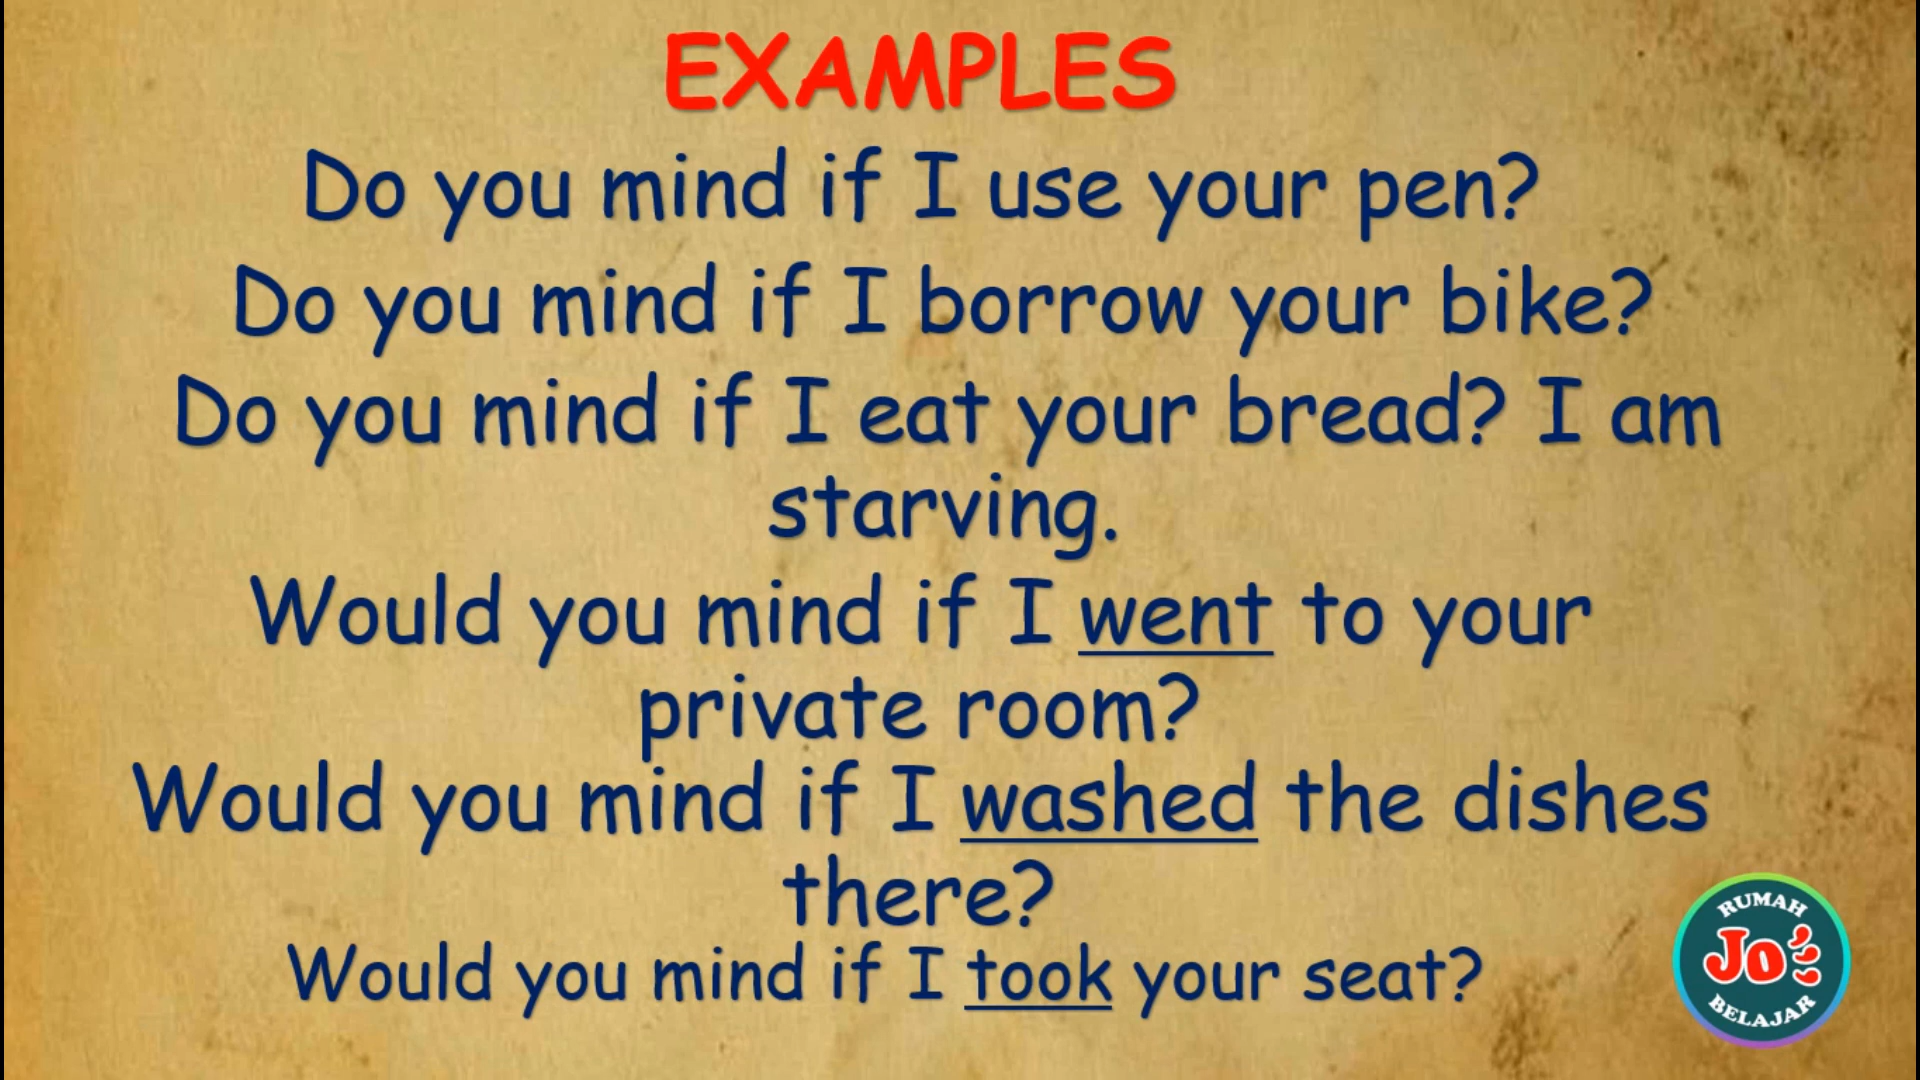 EXAMPLES
Do you mind if I use your pen?
Do you mind if I borrow your bike?
Do you mind if I eat your bread? I am
starving.
Would you mind if I went to your
private room?
Would you mind if I washed the dishes
there?
Would you mind if I took your seat?
RUMAH
Jo's
BELAJAR